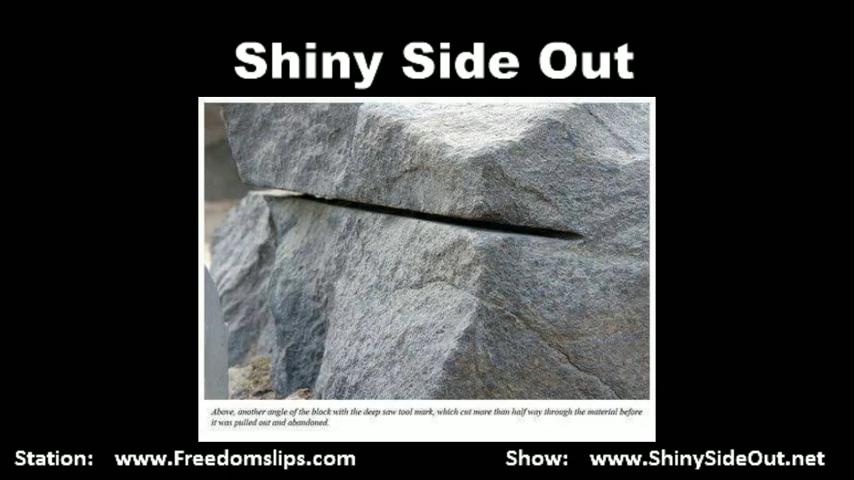 Shiny Side Out
Above, another angle of the block with the deep saw tool mark, which cut more than half way through the material before
it was pulled out and abandoned.
Station: www.Freedomslips.com Show: www.ShinySideOut.net